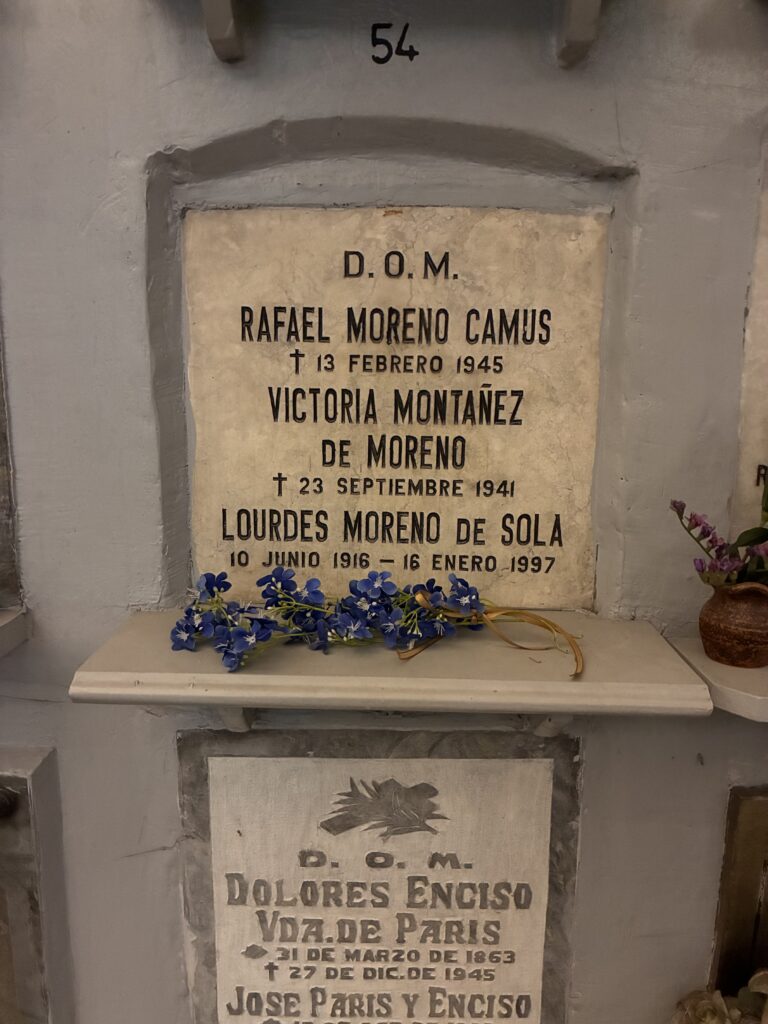 54
D.O.M.
RAFAEL MORENO CAMUS
† 13 FEBRERO 1945
VICTORIA MONTAÑEZ
DE MORENO
† 23 SEPTIEMBRE 1941
LOURDES MORENO DE SOLA
10 JUNIO 1916 — 16 ENERO 1997
D. O. M.
DOLORES ENCISO
VDA. DE PARIS
31 DE MARZO DE 1863
† 27 DE DIC. DE 1945
JOSE PARIS Y ENCISO